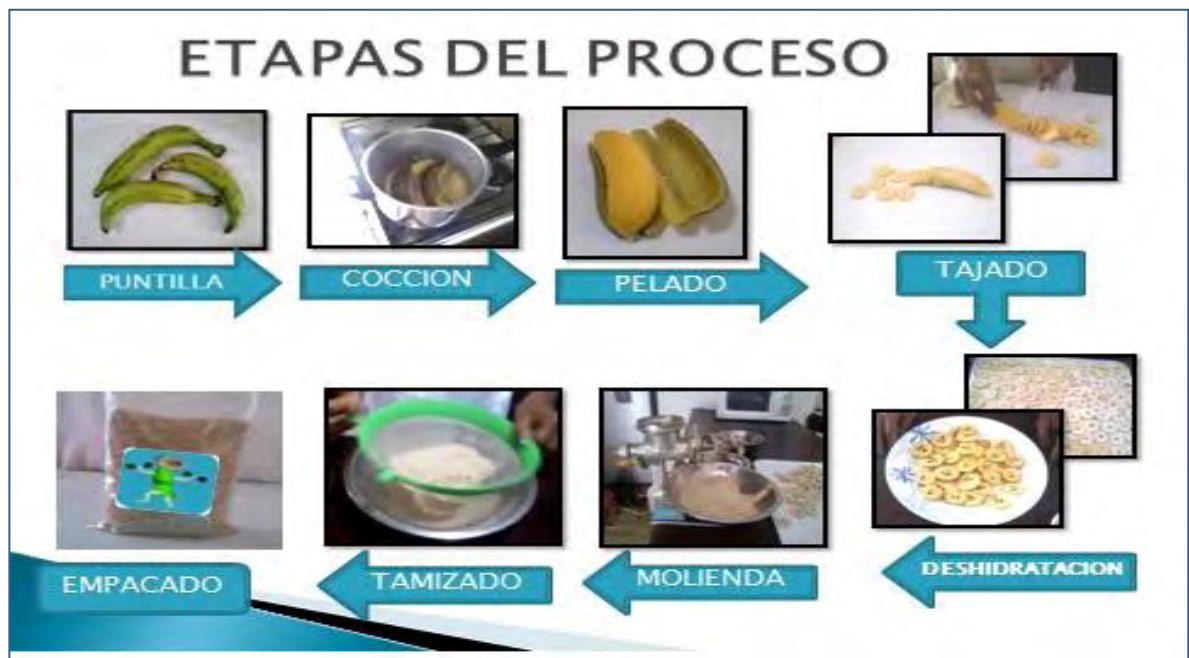 ETAPAS DEL PROCESO
PUNTILLA
COCCION
PELADO
TAJADO
DESHIDRATACION
MOLIENDA
TAMIZADO
EMPACADO